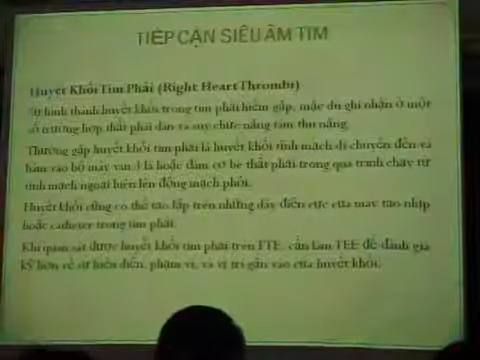 TIẾP CẬN SIÊU ÂM TIM
Huyết Khối Tim Phải (Right Heart Thrombi)
Sự hình thành huyết khối trong tim phải hiếm gặp, mặc dù ghi nhận ở một
số trường hợp thất phải dãn và suy chức năng tâm thu nặng.
Thường gặp huyết khối tim phải là huyết khối tĩnh mạch di chuyển đến và
bám vào bộ máy van 3 lá hoặc đám cơ bè thất phải trong quá trình chạy từ
tĩnh mạch ngoại biên lên động mạch phổi.
Huyết khối cũng có thể tạo lập trên những dây điện cực của máy tạo nhịp
hoặc catheter trong tim phải.
Khi quan sát được huyết khối tim phải trên TTE, cần làm TEE để đánh giá
kỹ hơn về sự hiện diện, phạm vi, và vị trí gắn vào của huyết khối.